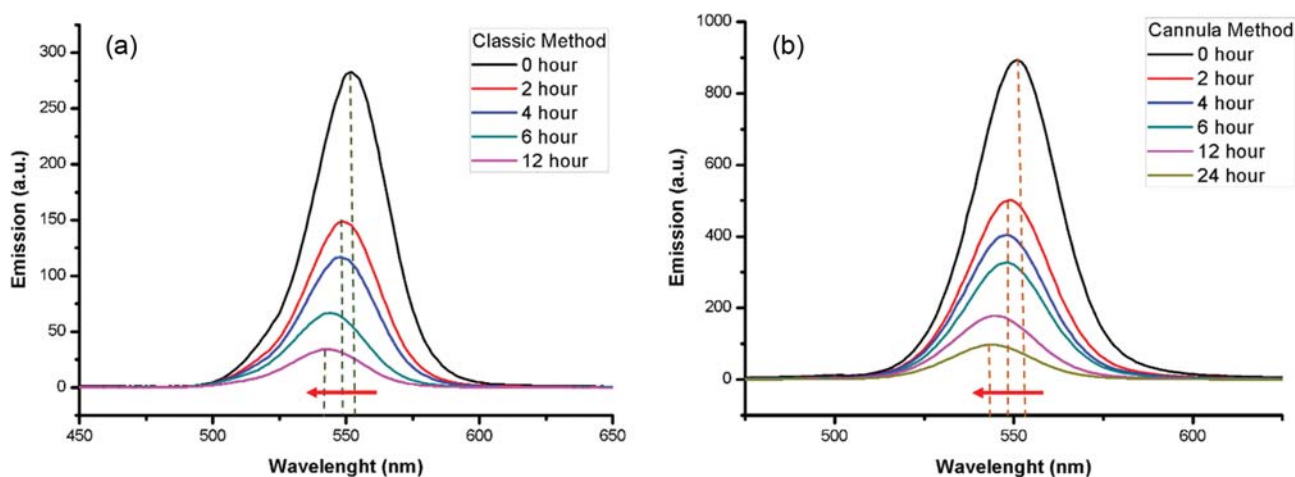 (a)
Classic Method
0 hour
2 hour
4 hour
6 hour
12 hour
Emission (a.u.)
300
250
200
150
100
50
0
450
500
550
600
650
Wavelenght (nm)
(b)
Cannula Method
0 hour
2 hour
4 hour
6 hour
12 hour
24 hour
Emission (a.u.)
1000
800
600
400
200
0
500
550
600
Wavelenght (nm)